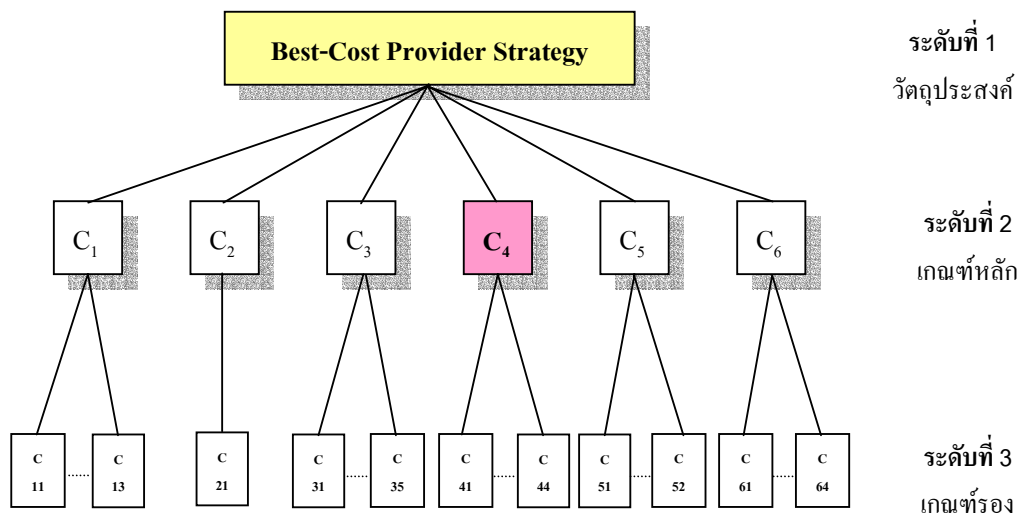 Best-Cost Provider Strategy
ระดับที่ 1
วัตถุประสงค์
C1 C2 C3 C4 C5 C6
ระดับที่ 2
เกณฑ์หลัก
C ...... C C C ...... C C ...... C C ...... C C ...... C
11 13 21 31 35 41 44 51 52 61 64
ระดับที่ 3
เกณฑ์รอง